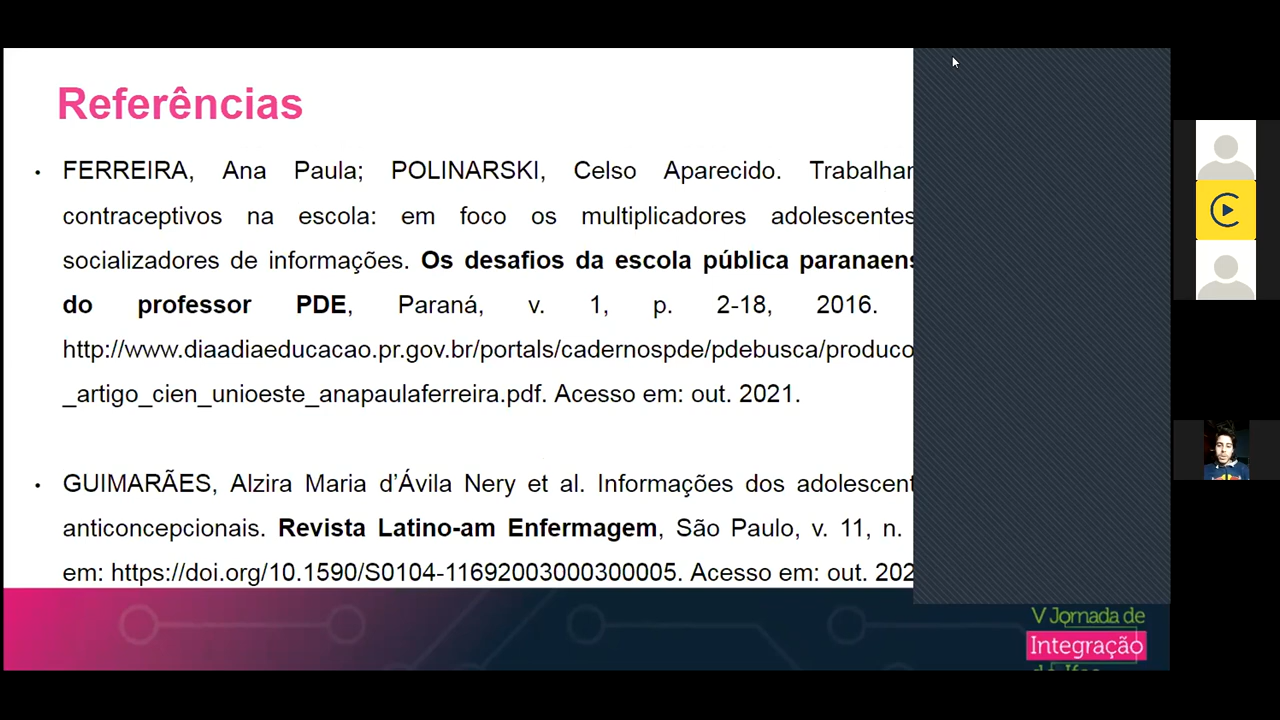 Referências
• FERREIRA, Ana Paula; POLINARSKI, Celso Aparecido. Trabalhar
contraceptivos na escola: em foco os multiplicadores adolescentes
socializadores de informações. Os desafios da escola pública paranaens
do professor PDE, Paraná, v. 1, p. 2-18, 2016.
http://www.diaadiaeducacao.pr.gov.br/portals/cadernospde/pdebusca/produco
_artigo_cien_unioeste_anapaulaferreira.pdf. Acesso em: out. 2021.
• GUIMARÃES, Alzira Maria d’Ávila Nery et al. Informações dos adolescent
anticoncepcionais. Revista Latino-am Enfermagem, São Paulo, v. 11, n.
em: https://doi.org/10.1590/S0104-11692003000300005. Acesso em: out. 202
V Jornada de
Integração